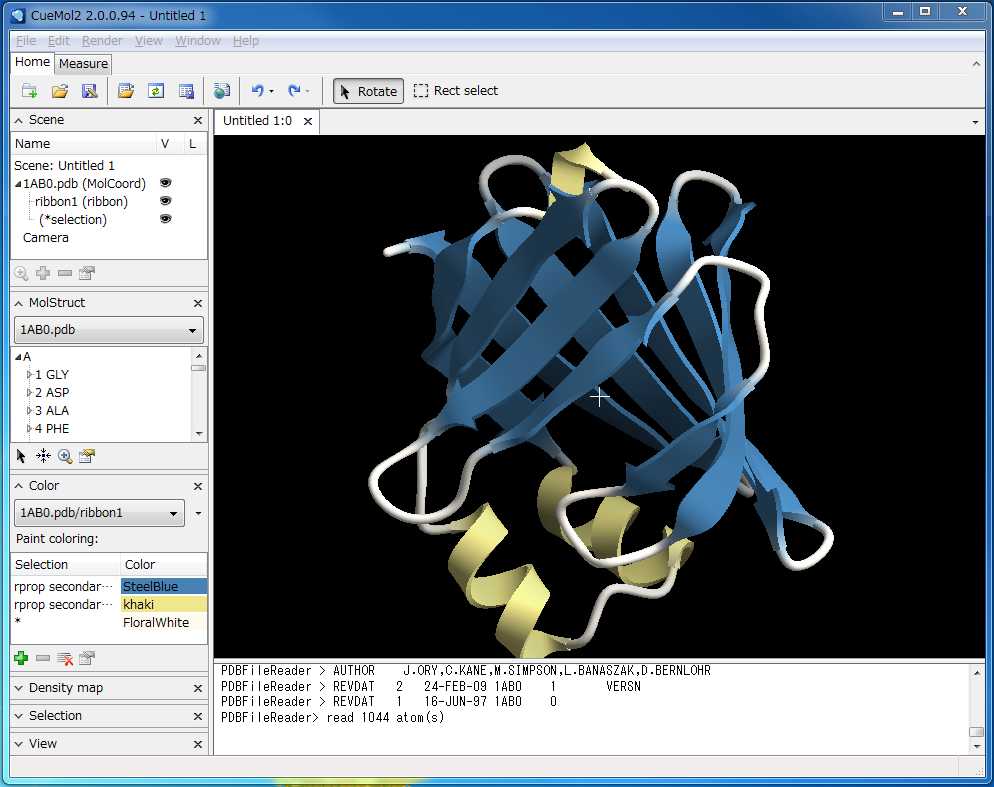 CueMol2 2.0.0.94 - Untitled 1
File Edit Render View Window Help
Home Measure
Rotate Rect select
Scene
Name V L
Scene: Untitled 1
1AB0.pdb (MolCoord)
ribbon1 (ribbon)
(*selection)
Camera
MolStruct
1AB0.pdb
A
1 GLY
2 ASP
3 ALA
4 PHE
Color
1AB0.pdb/ribbon1
Paint coloring:
Selection Color
rprop secondar··· SteelBlue
rprop secondar··· khaki
* FloralWhite
Density map
Selection
View
Untitled 1:0
PDBFileReader > AUTHOR J.ORY,C.KANE,M.SIMPSON,L.BANASZAK,D.BERNLOHR
PDBFileReader > REVDAT 2 24-FEB-09 1AB0 1 VERSN
PDBFileReader > REVDAT 1 16-JUN-97 1AB0 0
PDBFileReader> read 1044 atom(s)